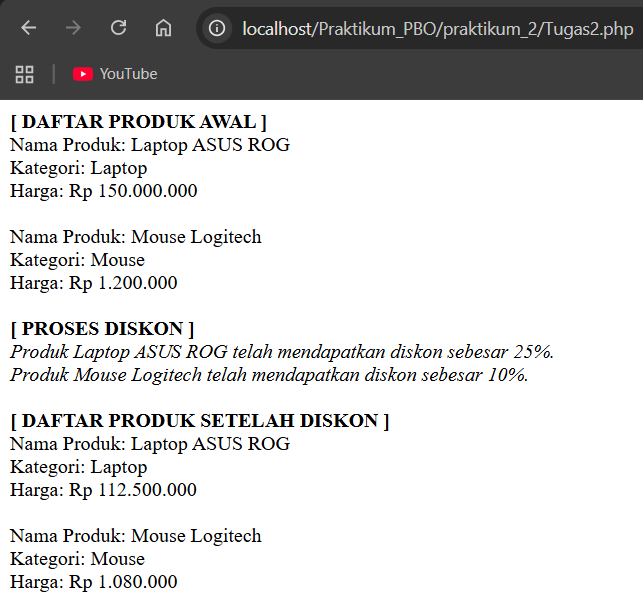 localhost/Praktikum_PBO/praktikum_2/Tugas2.php
YouTube
[ DAFTAR PRODUK AWAL ]
Nama Produk: Laptop ASUS ROG
Kategori: Laptop
Harga: Rp 150.000.000
Nama Produk: Mouse Logitech
Kategori: Mouse
Harga: Rp 1.200.000
[ PROSES DISKON ]
Produk Laptop ASUS ROG telah mendapatkan diskon sebesar 25%.
Produk Mouse Logitech telah mendapatkan diskon sebesar 10%.
[ DAFTAR PRODUK SETELAH DISKON ]
Nama Produk: Laptop ASUS ROG
Kategori: Laptop
Harga: Rp 112.500.000
Nama Produk: Mouse Logitech
Kategori: Mouse
Harga: Rp 1.080.000